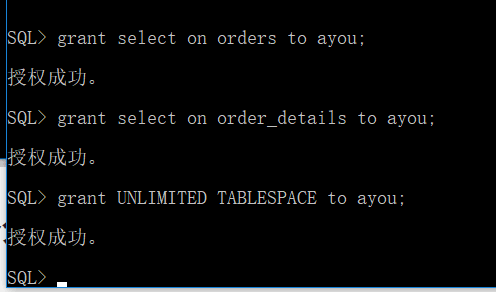 SQL> grant select on orders to ayou;
授权成功。
SQL> grant select on order_details to ayou;
授权成功。
SQL> grant UNLIMITED TABLESPACE to ayou;
授权成功。
SQL>